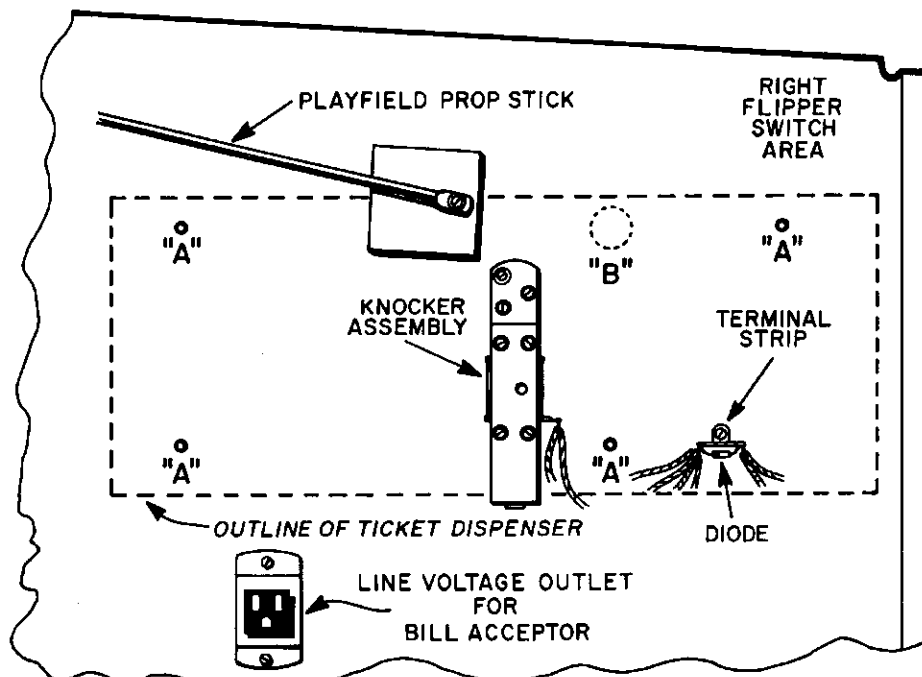 PLAYFIELD PROP STICK
RIGHT
FLIPPER
SWITCH
AREA
"A"
"B"
"A"
KNOCKER
ASSEMBLY
TERMINAL
STRIP
"A"
"A"
OUTLINE OF TICKET DISPENSER
DIODE
LINE VOLTAGE OUTLET
FOR
BILL ACCEPTOR